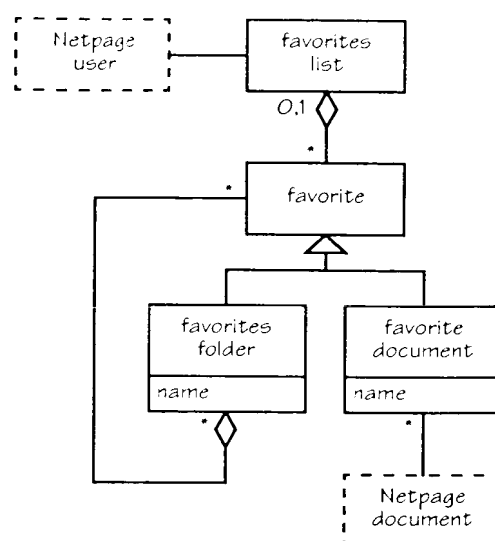 Netpage
user
favorites
list
0,1
*
*
favorite
favorites
folder
favorite
document
name
name
*
*
Netpage
document